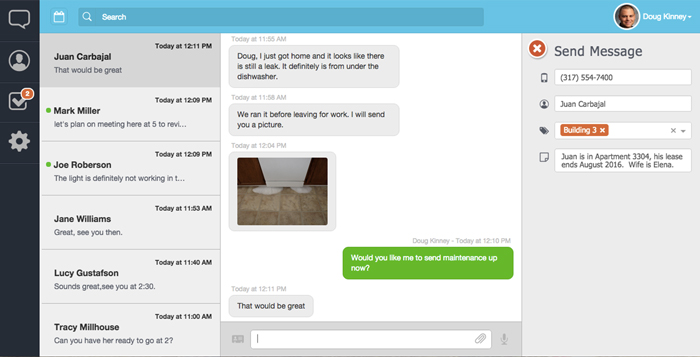 Search
Doug Kinney
2
Today at 12:11 PM
Juan Carbajal
That would be great
Today at 12:09 PM
Mark Miller
let's plan on meeting here at 5 to revi...
Today at 12:09 PM
Joe Roberson
The light is definitely not working in t...
Today at 11:53 AM
Jane Williams
Great, see you then.
Today at 11:40 AM
Lucy Gustafson
Sounds great,see you at 2:30.
Today at 11:00 AM
Tracy Millhouse
Can you have her ready to go at 2?
Today at 11:55 AM
Doug, I just got home and it looks like there
is still a leak. It definitely is from under the
dishwasher.
Today at 11:58 AM
We ran it before leaving for work. I will send
you a picture.
Today at 12:04 PM
Doug Kinney - Today at 12:10 PM
Would you like me to send maintenance up
now?
Today at 12:11 PM
That would be great
Send Message
(317) 554-7400
Juan Carbajal
Building 3
Juan is in Apartment 3304, his lease
ends August 2016. Wife is Elena.